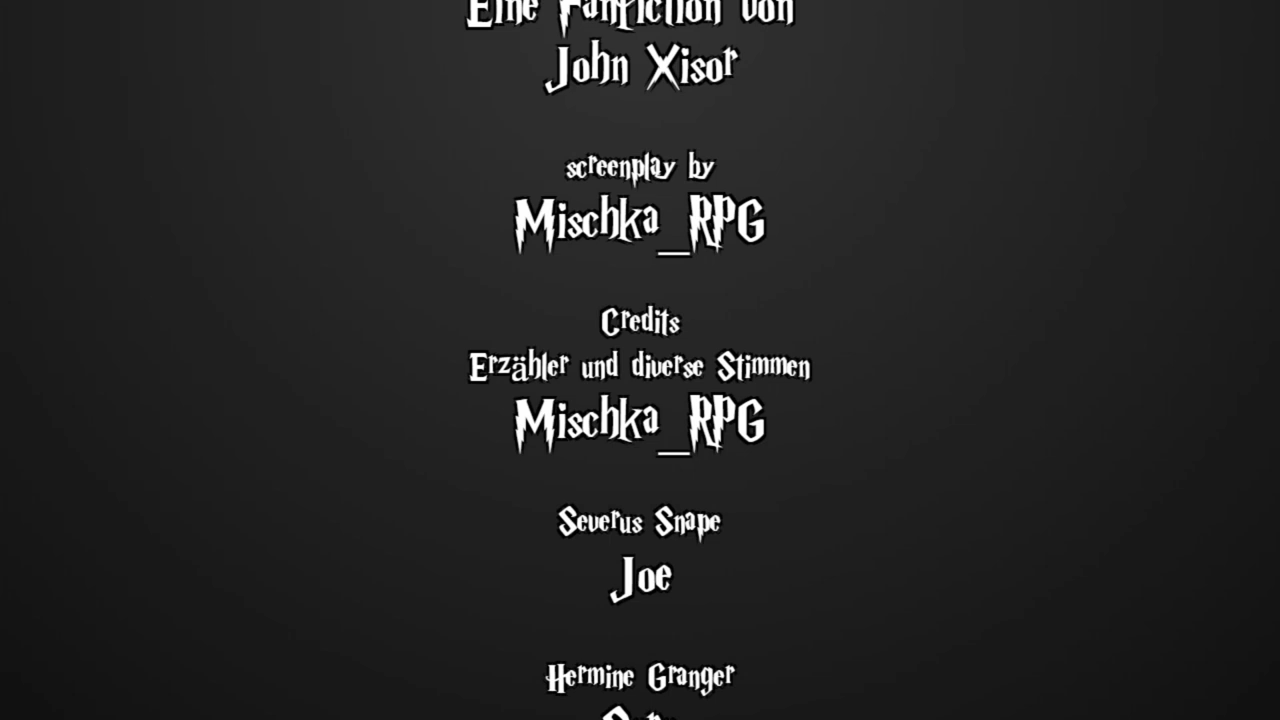 Eine Fanfiction von
John Xisor
screenplay by
Mischka_RPG
Credits
Erzähler und diverse Stimmen
Mischka_RPG
Severus Snape
Joe
Hermine Granger